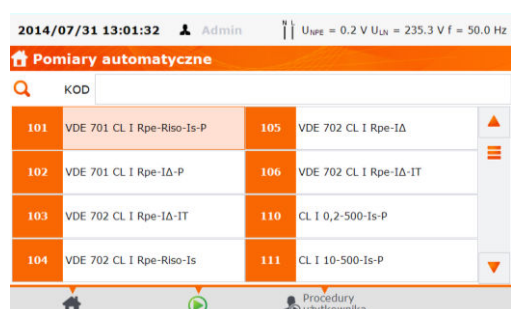 2014/07/31 13:01:32 Admin N L UNPE = 0.2 V ULN = 235.3 V f = 50.0 Hz
Pomiary automatyczne
KOD
101 VDE 701 CL I Rpe-Riso-Is-P 105 VDE 702 CL I Rpe-IΔ
102 VDE 701 CL I Rpe-IΔ-P 106 VDE 702 CL I Rpe-IΔ-IT
103 VDE 702 CL I Rpe-IΔ-IT 110 CL I 0,2-500-Is-P
104 VDE 702 CL I Rpe-Riso-Is 111 CL I 10-500-Is-P
Procedury
użytkownika